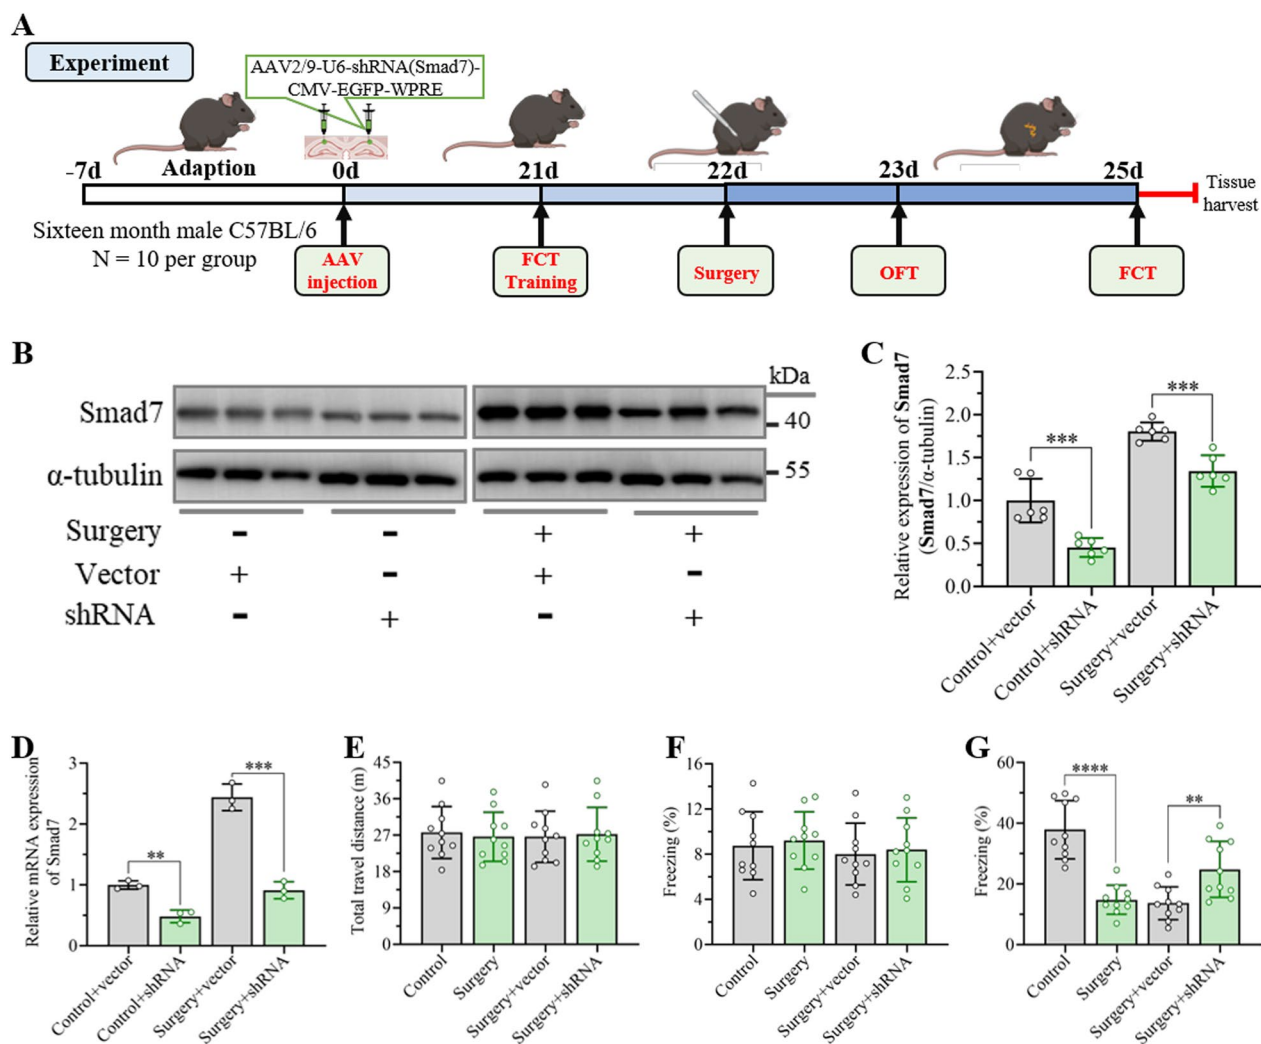 A
Experiment
AAV2/9-U6-shRNA(Smad7)-
CMV-EGFP-WPRE
-7d
Adaption
0d
21d
22d
23d
25d
Tissue
harvest
Sixteen month male C57BL/6
N = 10 per group
AAV
injection
FCT
Training
Surgery
OFT
FCT
B
kDa
Smad7
40
α-tubulin
55
Surgery - - + +
Vector + - + -
shRNA - + - +
C
Relative expression of Smad7
(Smad7/α-tubulin)
2.5
2.0
1.5
1.0
0.5
0.0
***
***
Control+vector
Control+shRNA
Surgery+vector
Surgery+shRNA
D
Relative mRNA expression
of Smad7
3
2
1
0
**
***
Control+vector
Control+shRNA
Surgery+vector
Surgery+shRNA
E
Total travel distance (m)
45
36
27
18
9
0
Control
Surgery
Surgery+vector
Surgery+shRNA
F
Freezing (%)
16
12
8
4
0
Control
Surgery
Surgery+vector
Surgery+shRNA
G
Freezing (%)
60
40
20
0
****
**
Control
Surgery
Surgery+vector
Surgery+shRNA